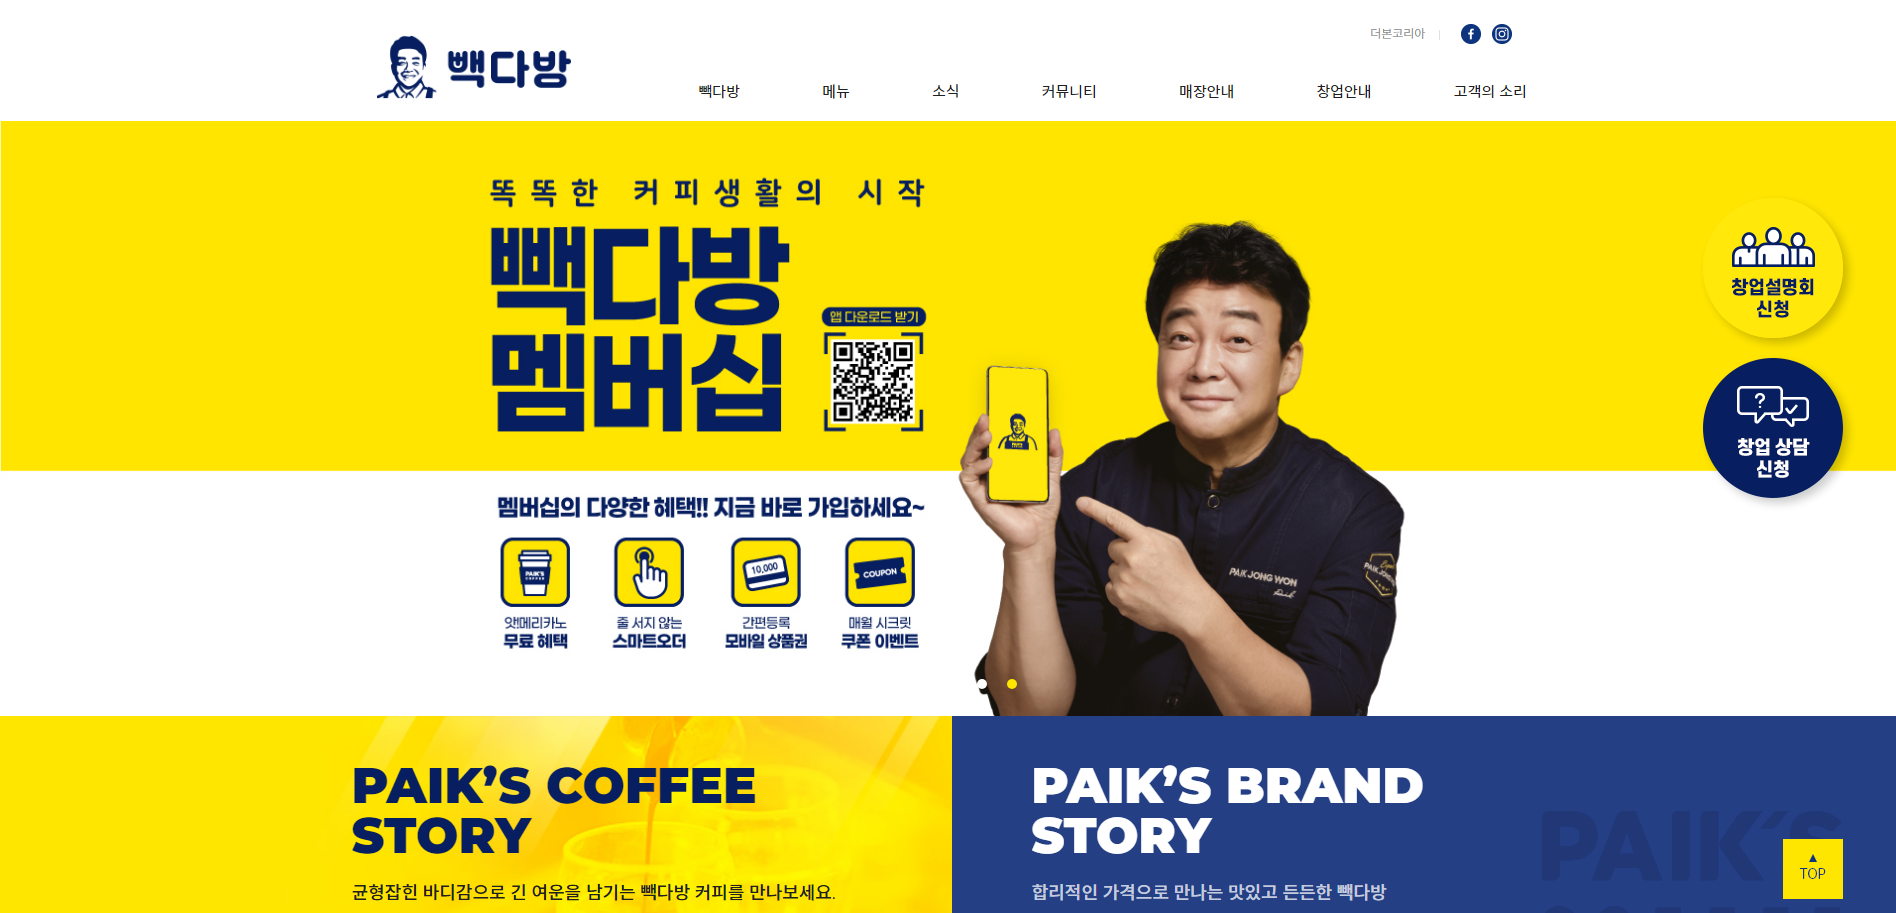 더본코리아
빽다방
빽다방 메뉴 소식 커뮤니티 매장안내 창업안내 고객의 소리
똑똑한 커피생활의 시작
빽다방
멤버십
앱 다운로드 받기
창업설명회
신청
창업 상담
신청
멤버십의 다양한 혜택!! 지금 바로 가입하세요~
PAIK'S
COFFEE
10,000
COUPON
앗!메리카노
무료 혜택
줄 서지 않는
스마트오더
간편등록
모바일 상품권
매월 시크릿
쿠폰 이벤트
PAIK JONG WON
PAIK'S COFFEE
STORY
균형잡힌 바디감으로 긴 여운을 남기는 빽다방 커피를 만나보세요.
PAIK'S BRAND
STORY
합리적인 가격으로 만나는 맛있고 든든한 빽다방
PAIK'S
TOP